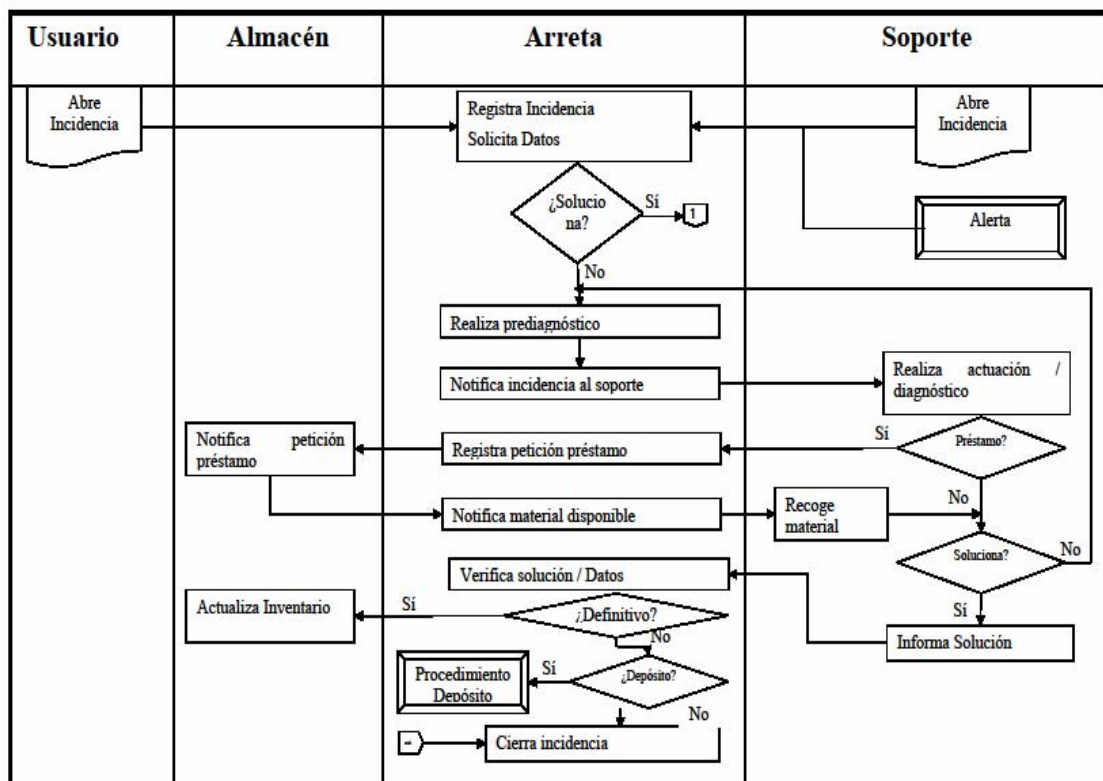 Usuario
Almacén
Arreta
Soporte
Abre
Incidencia
Registra Incidencia
Solicita Datos
Abre
Incidencia
¿Solucio
na?
Sí
1
Alerta
No
Realiza prediagnóstico
Notifica incidencia al soporte
Realiza actuación /
diagnóstico
Notifica petición
préstamo
Registra petición préstamo
Sí
Préstamo?
Notifica material disponible
Recoge
material
No
Soluciona?
No
Verifica solución / Datos
Actualiza Inventario
Sí
¿Definitivo?
Sí
Informa Solución
No
Procedimiento
Depósito
Sí
¿Depósito?
No
Cierra incidencia